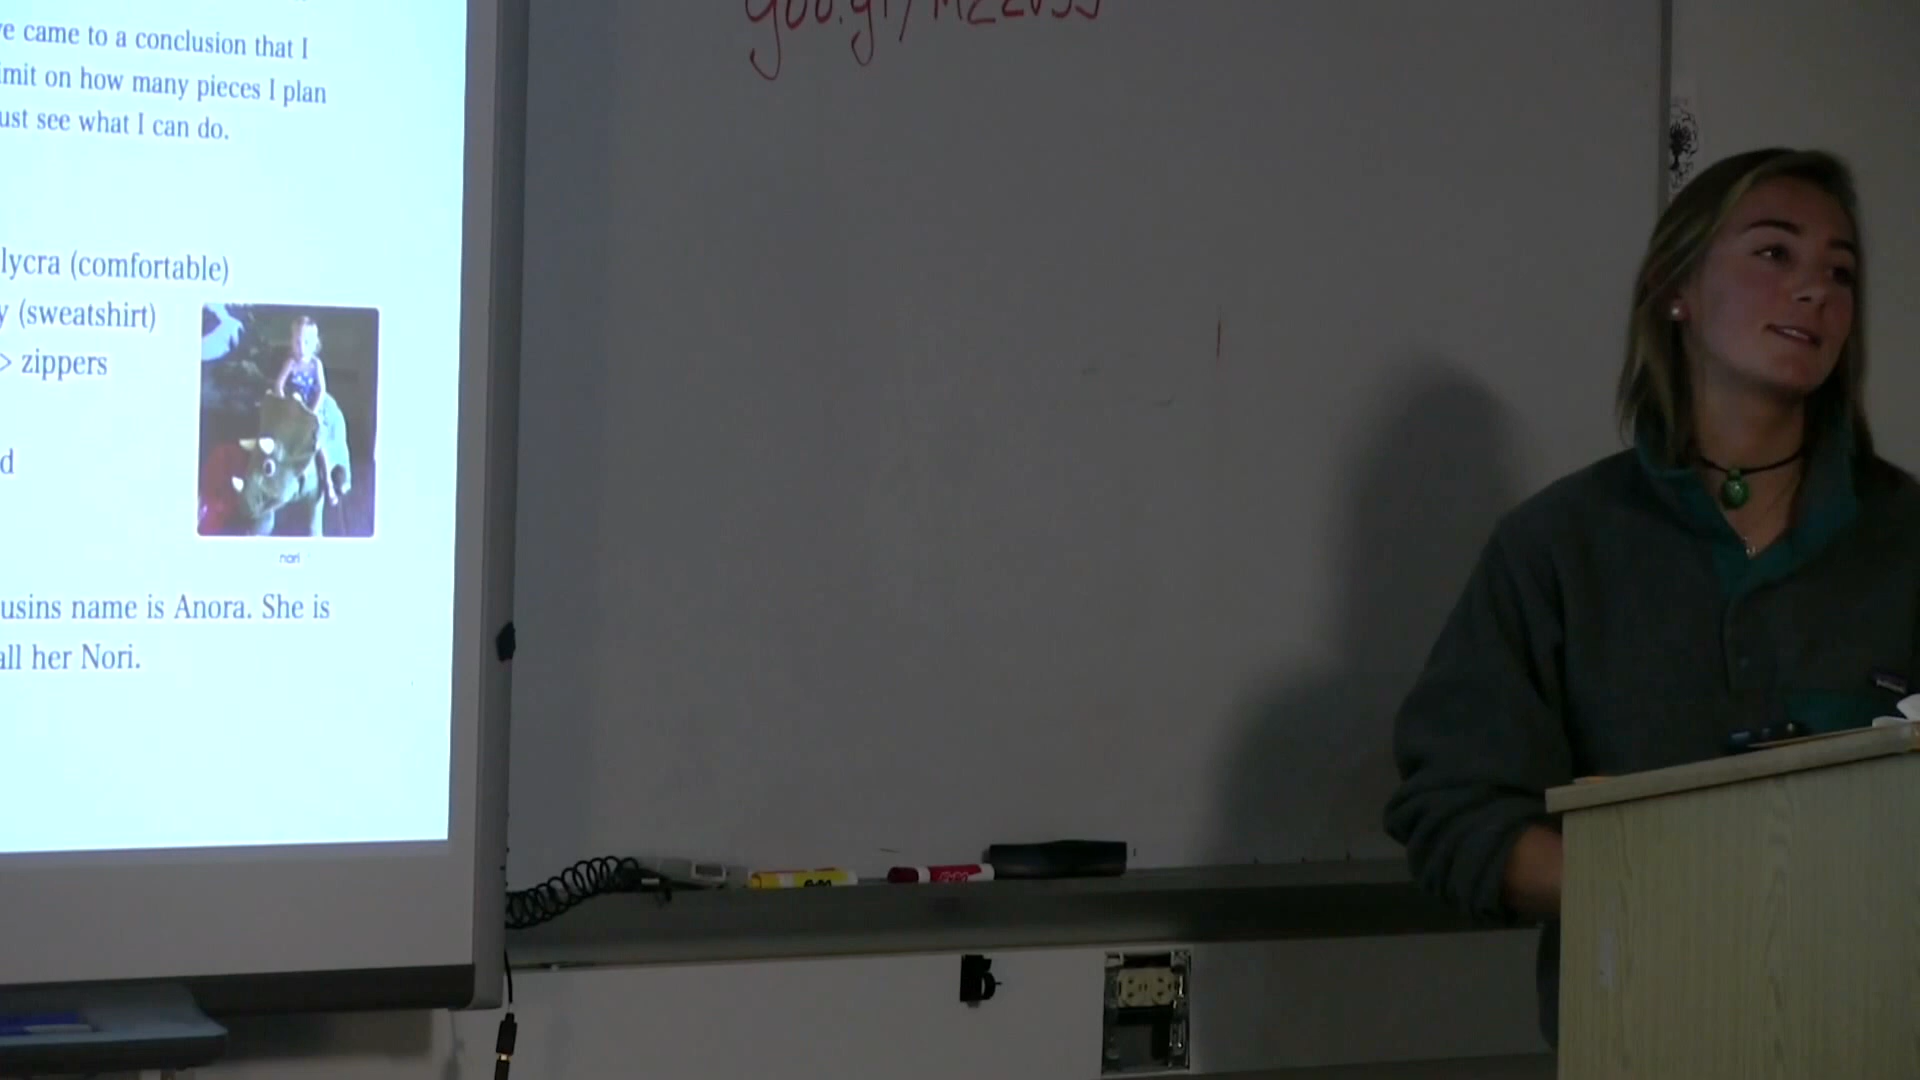 e came to a conclusion that I
imit on how many pieces I plan
ust see what I can do.
lycra (comfortable)
y (sweatshirt)
> zippers
d
nori
usins name is Anora. She is
all her Nori.